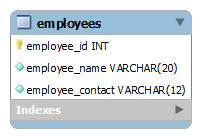 employees
employee_id INT
employee_name VARCHAR(20)
employee_contact VARCHAR(12)
Indexes